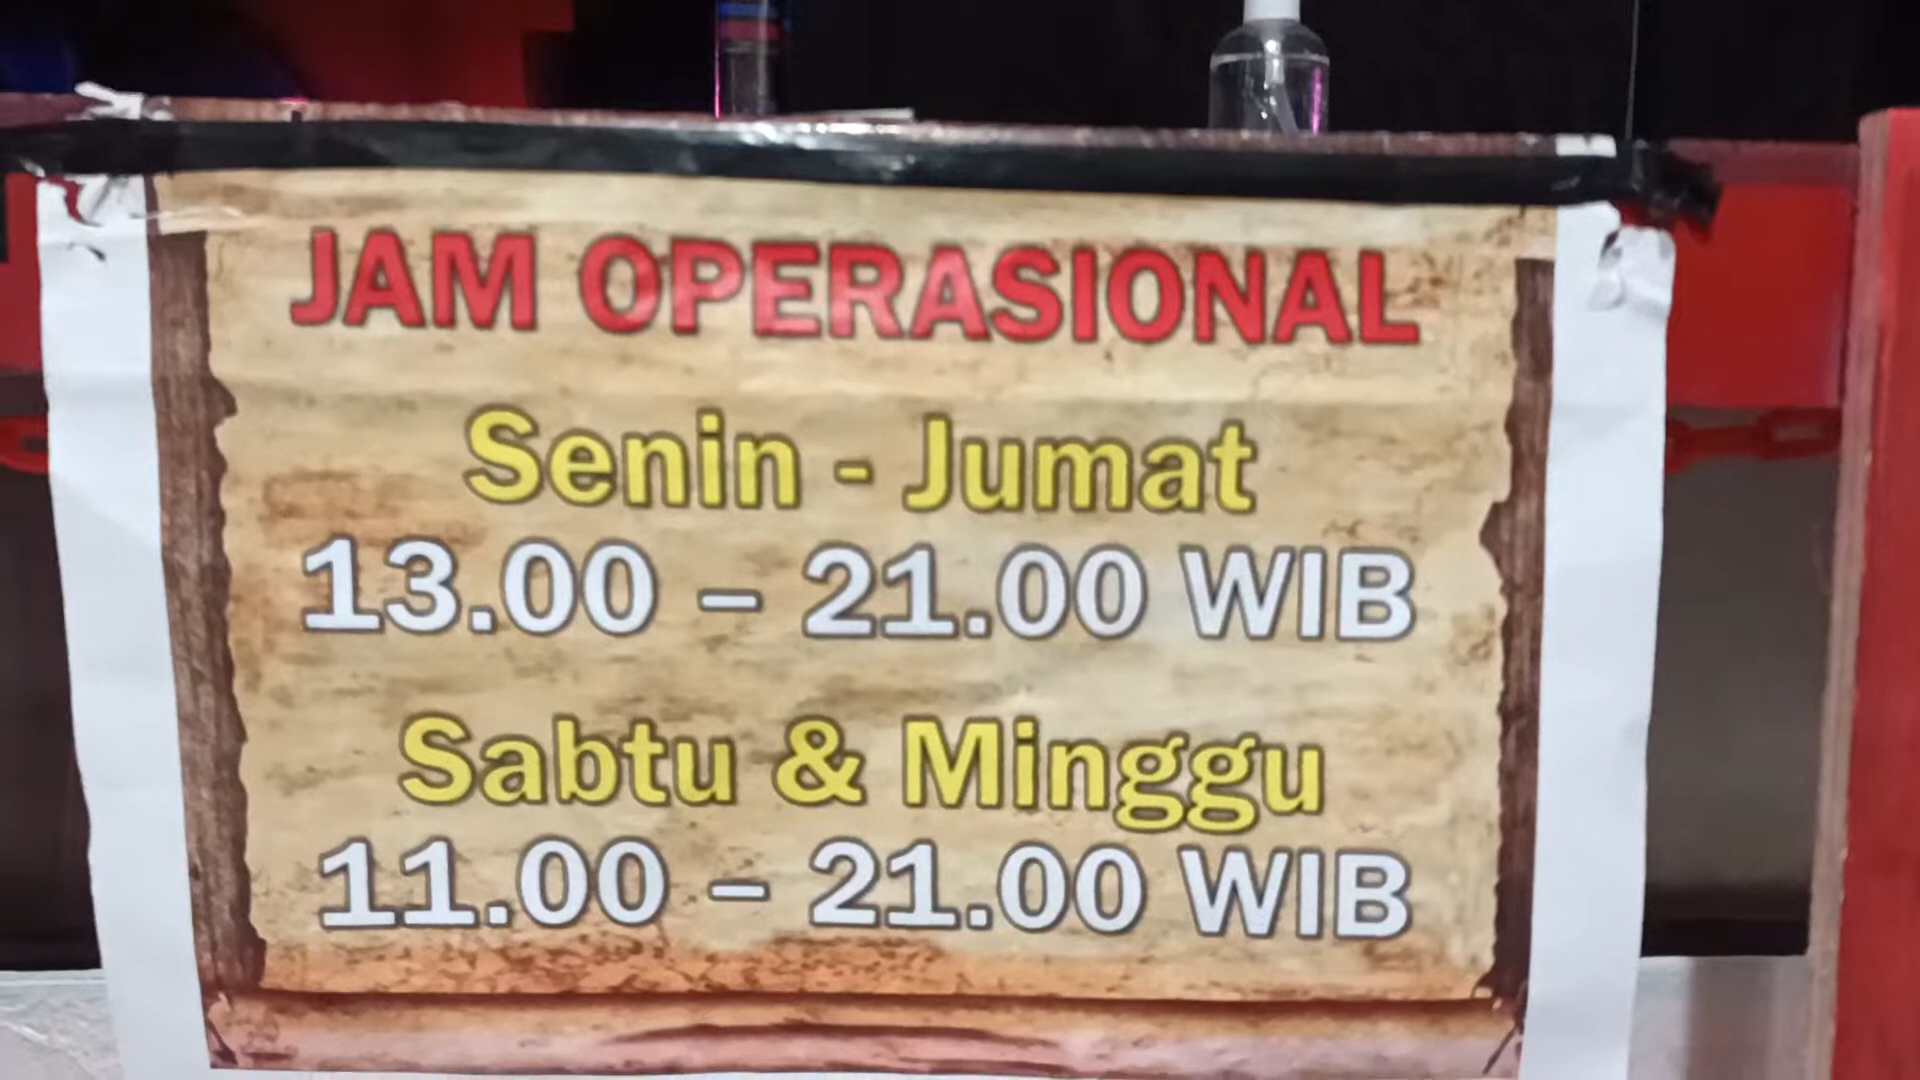 JAM OPERASIONAL
Senin - Jumat
13.00 – 21.00 WIB
Sabtu & Minggu
11.00 – 21.00 WIB